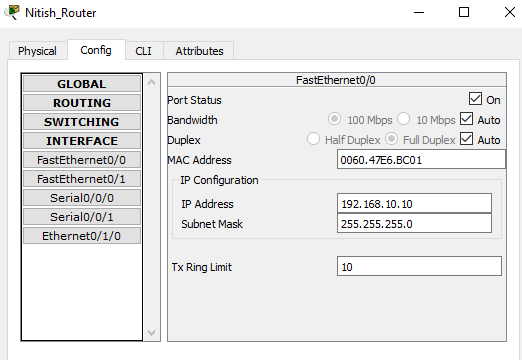 Nitish_Router
Physical Config CLI Attributes
GLOBAL
ROUTING
SWITCHING
INTERFACE
FastEthernet0/0
FastEthernet0/1
Serial0/0/0
Serial0/0/1
Ethernet0/1/0
FastEthernet0/0
Port Status On
Bandwidth 100 Mbps 10 Mbps Auto
Duplex Half Duplex Full Duplex Auto
MAC Address 0060.47E6.BC01
IP Configuration
IP Address 192.168.10.10
Subnet Mask 255.255.255.0
Tx Ring Limit 10